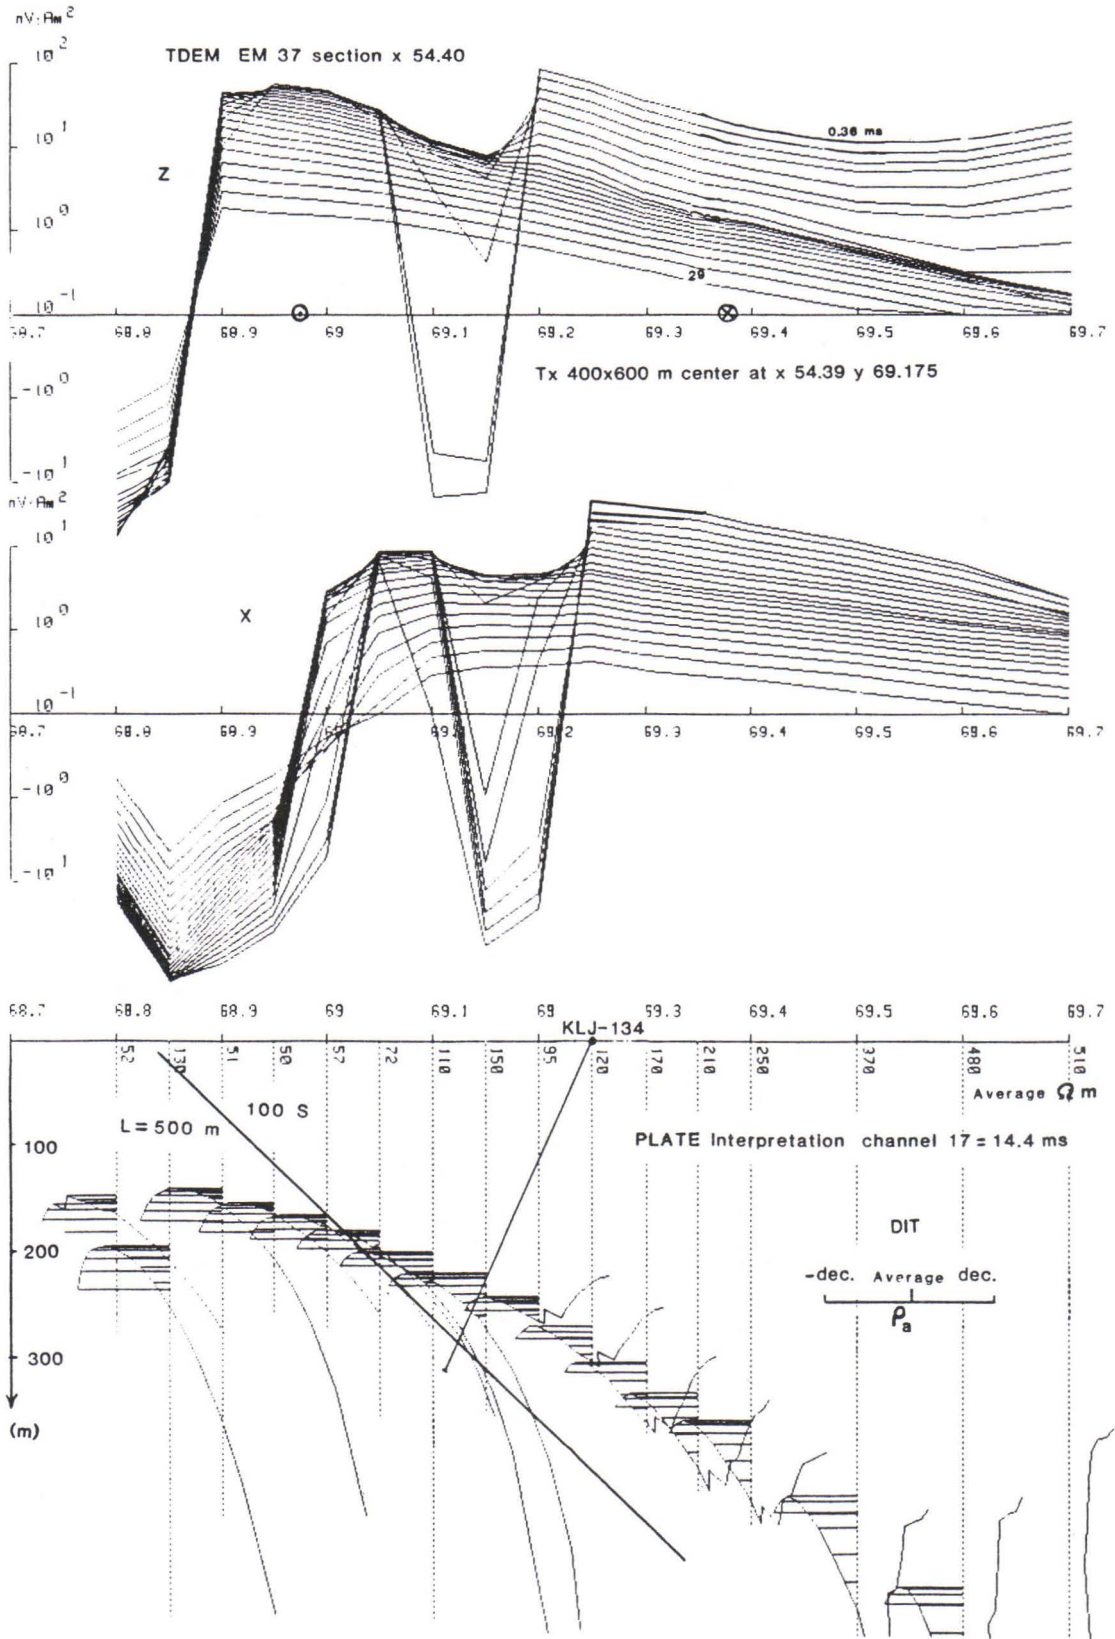 nV/Am²
10²
TDEM EM 37 section x 54.40
10¹
0.36 ms
Z
10⁰
29
10⁻¹
68.7 68.8 68.9 69 69.1 69.2 69.3 69.4 69.5 69.6 69.7
-10⁰
Tx 400x600 m center at x 54.39 y 69.175
-10¹
nV/Am²
10¹
X
10⁰
10⁻¹
68.7 68.8 68.9 69.2 69.3 69.4 69.5 69.6 69.7
-10⁰
-10¹
68.7 68.8 68.9 69 69.1 69 69.3 69.4 69.5 69.6 69.7
KLJ-134
52 130 51 50 57 72 110 150 195 120 170 210 250 370 480 510
Average Ω m
100 S
L = 500 m
100
PLATE Interpretation channel 17 = 14.4 ms
DIT
200
-dec. Average dec.
ρa
300
(m)